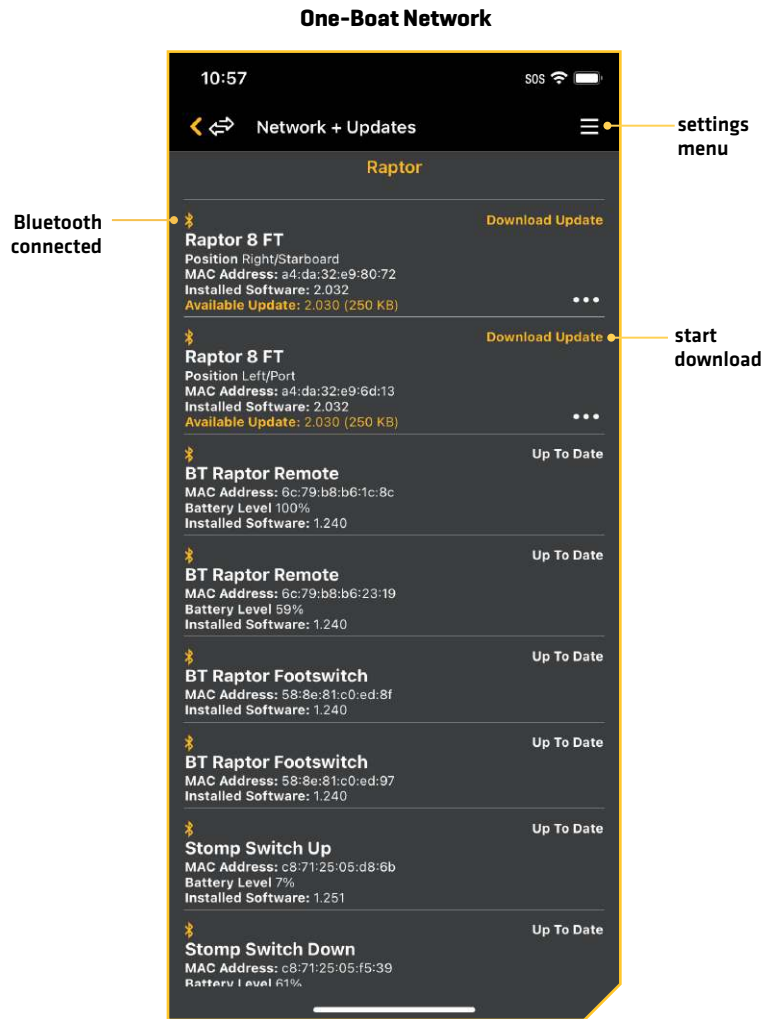 One-Boat Network
10:57
SOS
Network + Updates
settings
menu
Raptor
Bluetooth
connected
Download Update
Raptor 8 FT
Position Right/Starboard
MAC Address: a4:da:32:e9:80:72
Installed Software: 2.032
Available Update: 2.030 (250 KB)
Download Update
start
download
Raptor 8 FT
Position Left/Port
MAC Address: a4:da:32:e9:6d:13
Installed Software: 2.032
Available Update: 2.030 (250 KB)
Up To Date
BT Raptor Remote
MAC Address: 6c:79:b8:b6:1c:8c
Battery Level 100%
Installed Software: 1.240
Up To Date
BT Raptor Remote
MAC Address: 6c:79:b8:b6:23:19
Battery Level 59%
Installed Software: 1.240
Up To Date
BT Raptor Footswitch
MAC Address: 58:8e:81:c0:ed:8f
Installed Software: 1.240
Up To Date
BT Raptor Footswitch
MAC Address: 58:8e:81:c0:ed:97
Installed Software: 1.240
Up To Date
Stomp Switch Up
MAC Address: c8:71:25:05:d8:6b
Battery Level 7%
Installed Software: 1.251
Up To Date
Stomp Switch Down
MAC Address: c8:71:25:05:f5:39
Battery Level 61%